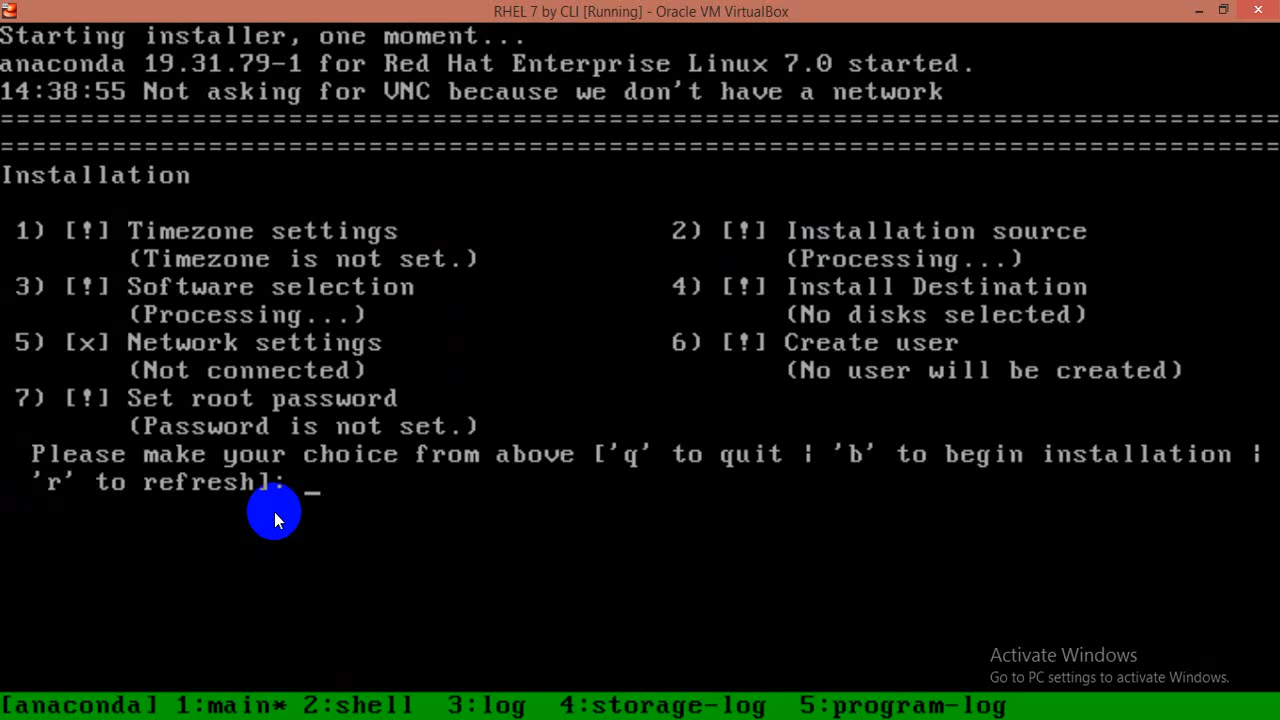 RHEL 7 by CLI [Running] - Oracle VM VirtualBox
Starting installer, one moment...
anaconda 19.31.79-1 for Red Hat Enterprise Linux 7.0 started.
14:38:55 Not asking for VNC because we don't have a network
================================================================================
================================================================================
Installation
1) [!] Timezone settings 2) [!] Installation source
(Timezone is not set.) (Processing...)
3) [!] Software selection 4) [!] Install Destination
(Processing...) (No disks selected)
5) [x] Network settings 6) [!] Create user
(Not connected) (No user will be created)
7) [!] Set root password
(Password is not set.)
Please make your choice from above ['q' to quit | 'b' to begin installation |
'r' to refresh]: _
Activate Windows
Go to PC settings to activate Windows.
[anaconda] 1:main* 2:shell 3:log 4:storage-log 5:program-log